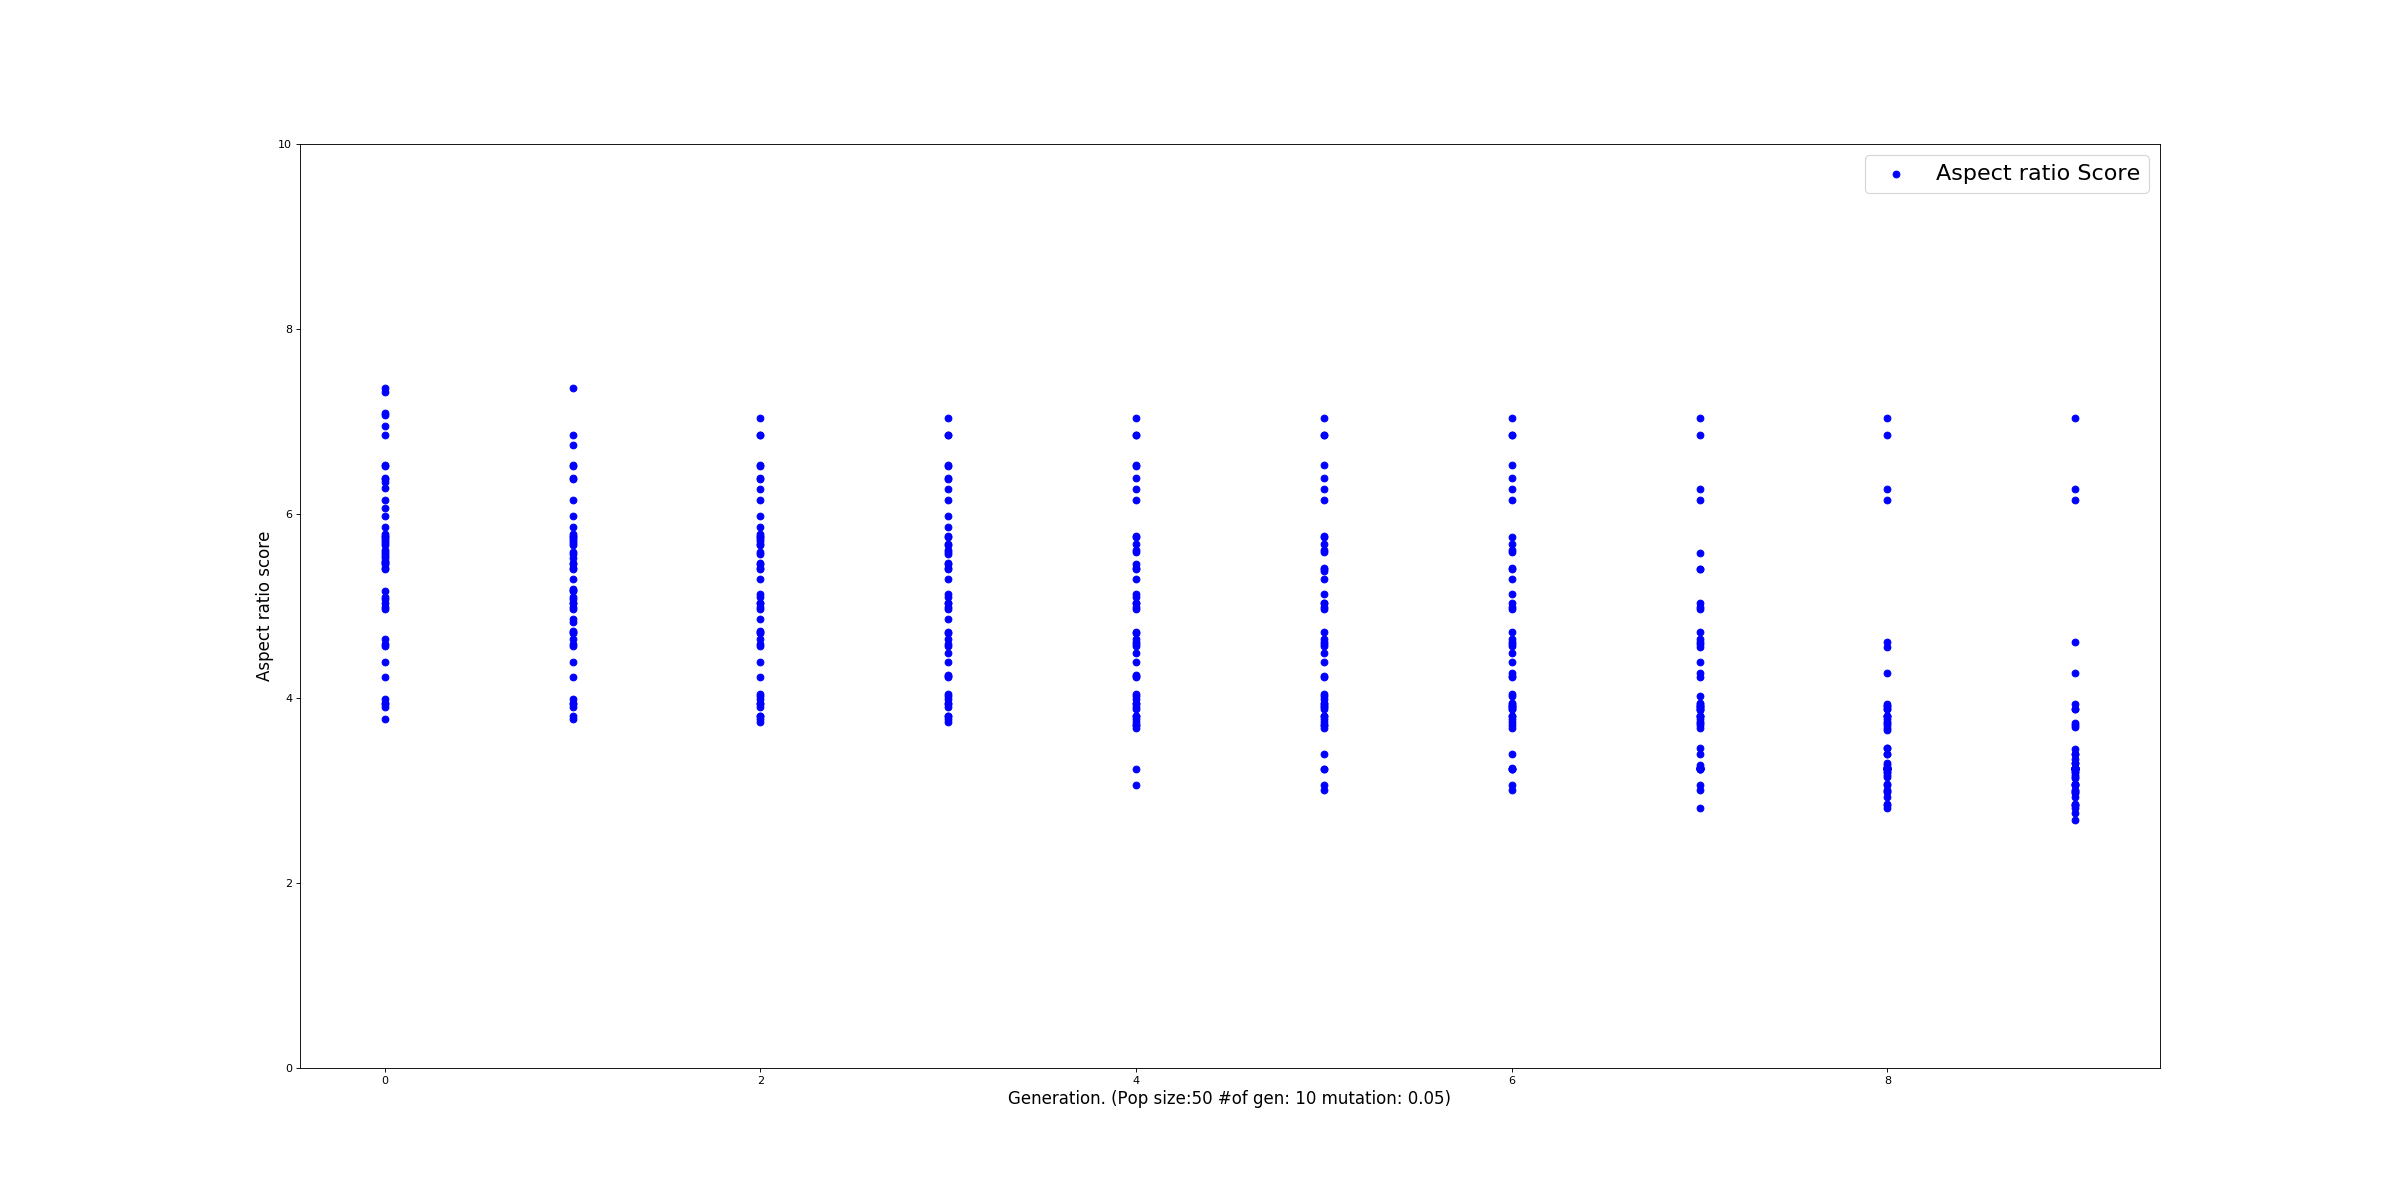 10
Aspect ratio Score
8
6
4
2
0
Aspect ratio score
0 2 4 6 8
Generation. (Pop size:50 #of gen: 10 mutation: 0.05)